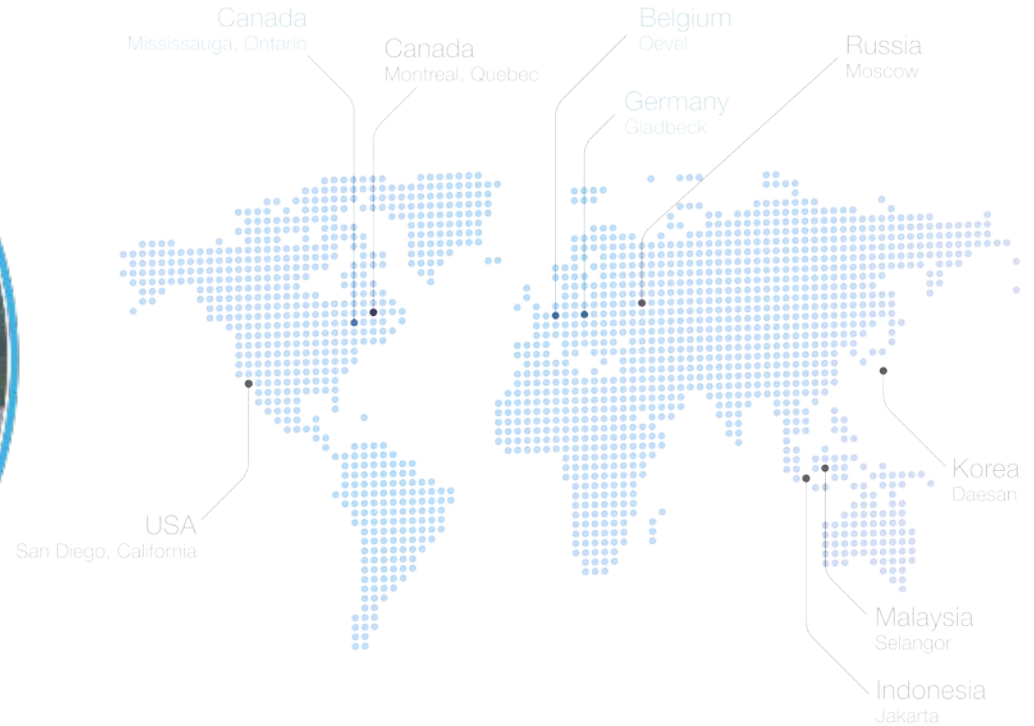 Canada
Mississauga, Ontario
Canada
Montreal, Quebec
Belgium
Oevel
Germany
Gladbeck
Russia
Moscow
USA
San Diego, California
Korea
Daesan
Malaysia
Selangor
Indonesia
Jakarta